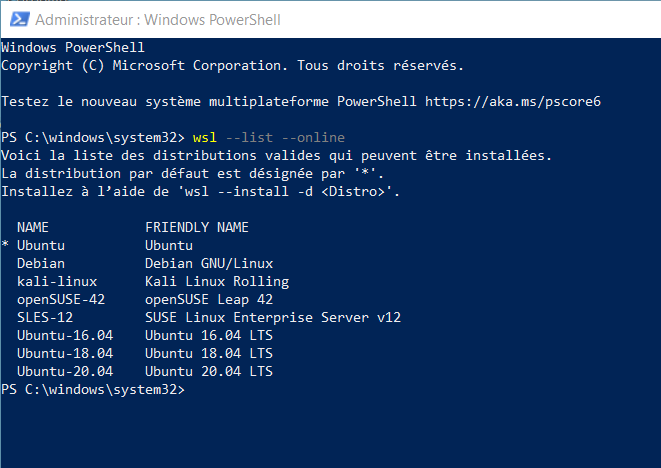 Administrateur : Windows PowerShell
Windows PowerShell
Copyright (C) Microsoft Corporation. Tous droits réservés.
Testez le nouveau système multiplateforme PowerShell https://aka.ms/pscore6
PS C:\windows\system32> wsl --list --online
Voici la liste des distributions valides qui peuvent être installées.
La distribution par défaut est désignée par '*'.
Installez à l’aide de 'wsl --install -d <Distro>'.
  NAME            FRIENDLY NAME
* Ubuntu          Ubuntu
  Debian          Debian GNU/Linux
  kali-linux      Kali Linux Rolling
  openSUSE-42     openSUSE Leap 42
  SLES-12         SUSE Linux Enterprise Server v12
  Ubuntu-16.04    Ubuntu 16.04 LTS
  Ubuntu-18.04    Ubuntu 18.04 LTS
  Ubuntu-20.04    Ubuntu 20.04 LTS
PS C:\windows\system32>